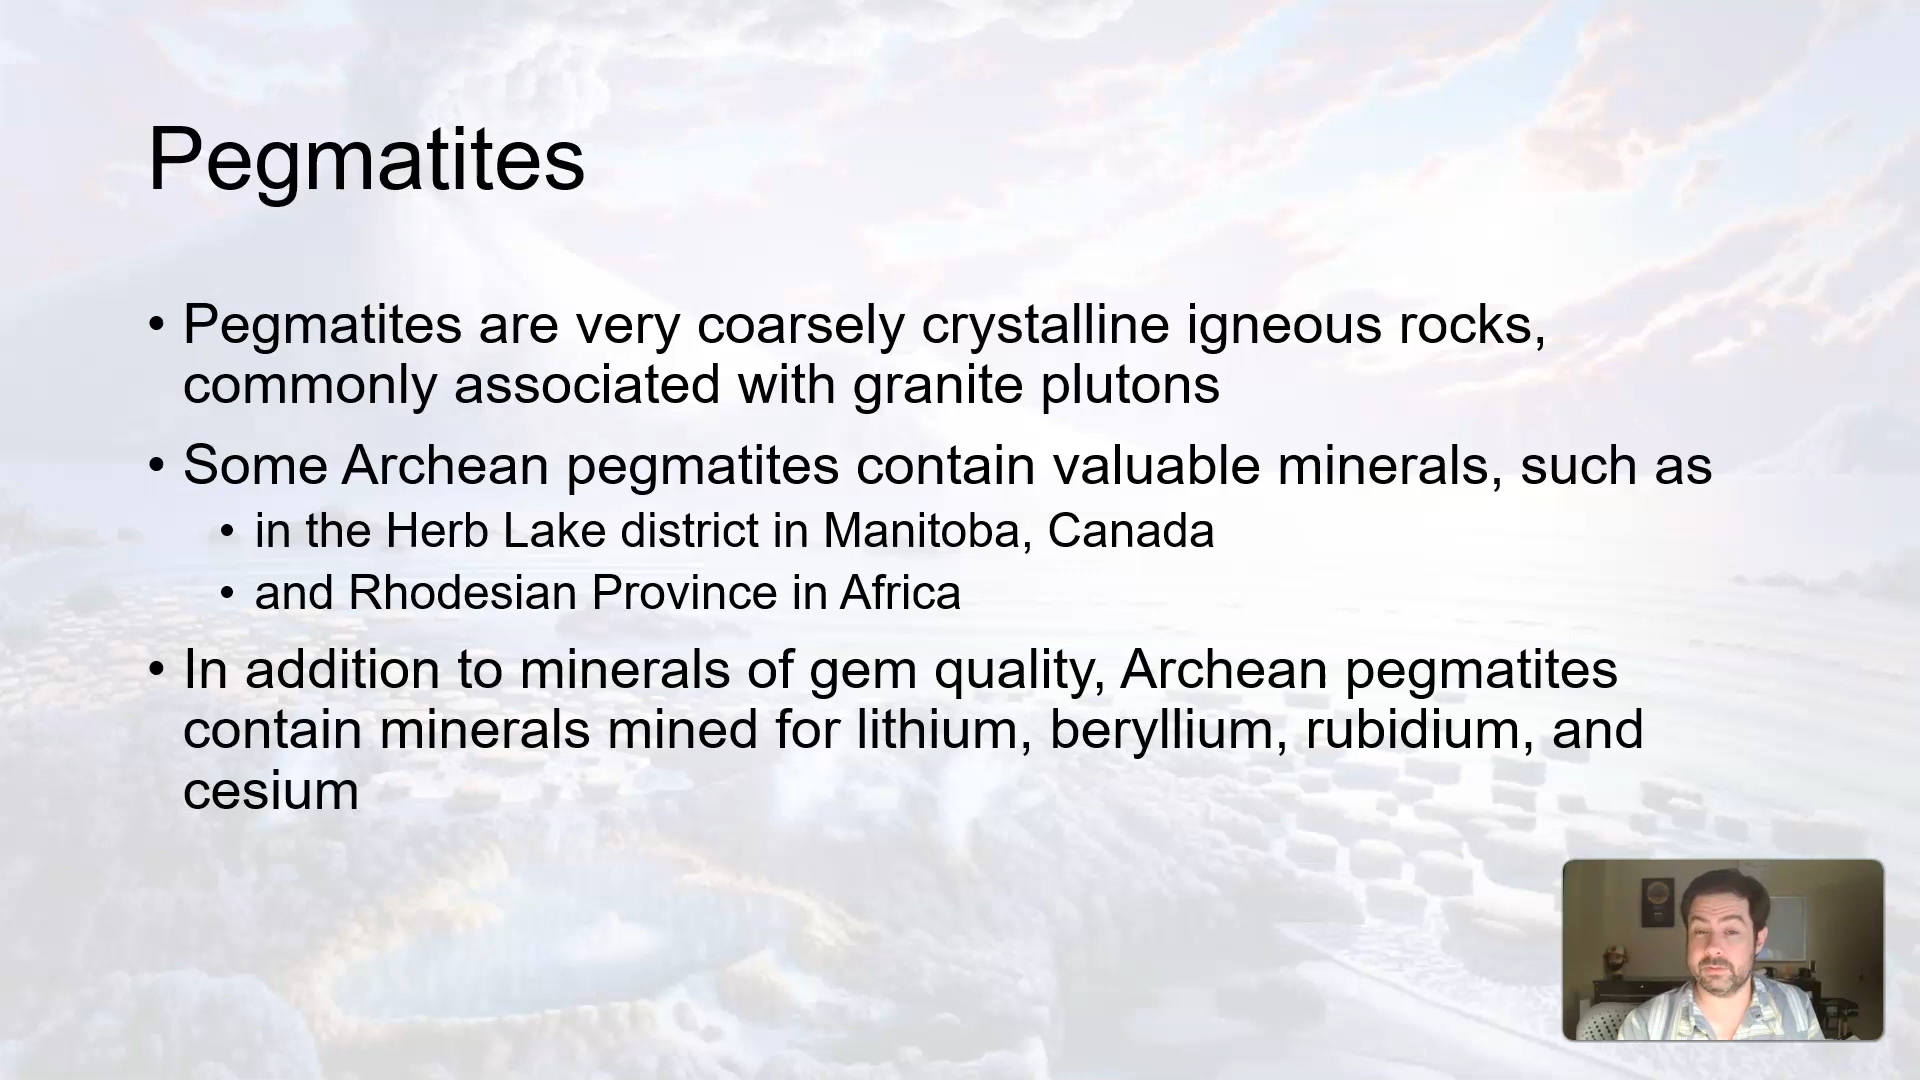 Pegmatites
• Pegmatites are very coarsely crystalline igneous rocks,
commonly associated with granite plutons
• Some Archean pegmatites contain valuable minerals, such as
• in the Herb Lake district in Manitoba, Canada
• and Rhodesian Province in Africa
• In addition to minerals of gem quality, Archean pegmatites
contain minerals mined for lithium, beryllium, rubidium, and
cesium